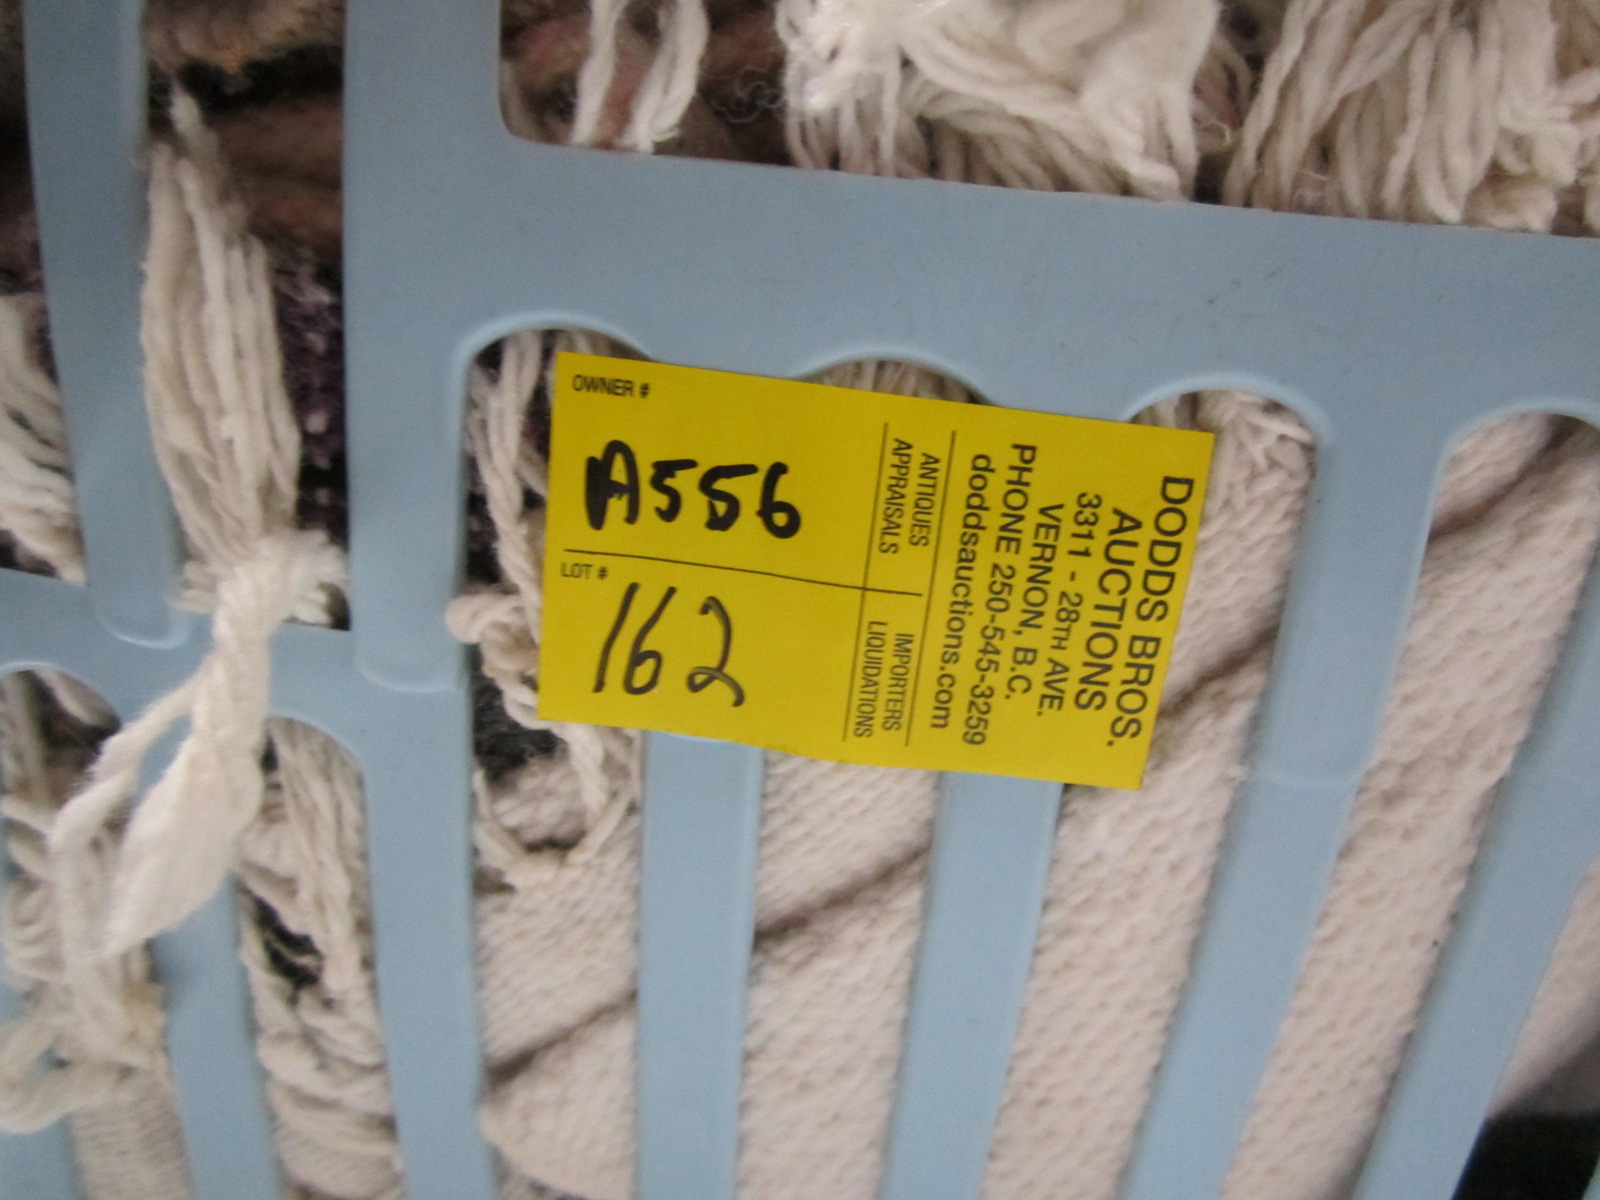 OWNER #
A556
LOT #
162
DODDS BROS.
AUCTIONS
3311 - 28TH AVE.
VERNON, B.C.
PHONE 250-545-3259
doddsauctions.com
ANTIQUES IMPORTERS
APPRAISALS LIQUIDATIONS